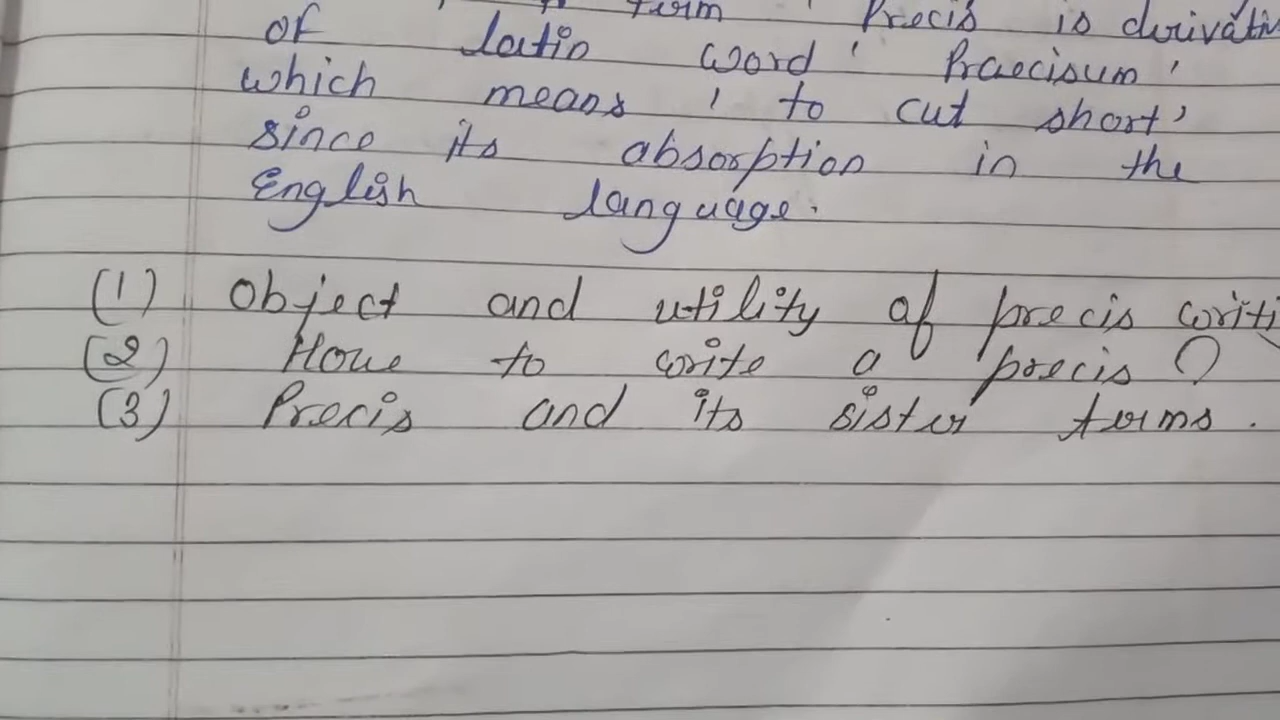 term ' Precis is derivativ
of latin word ' Praecisum '
which means ' to cut short '
since its absorption in the
English language.
(1) Object and utility of precis writi
(2) How to write a precis ?
(3) Precis and its sister terms.